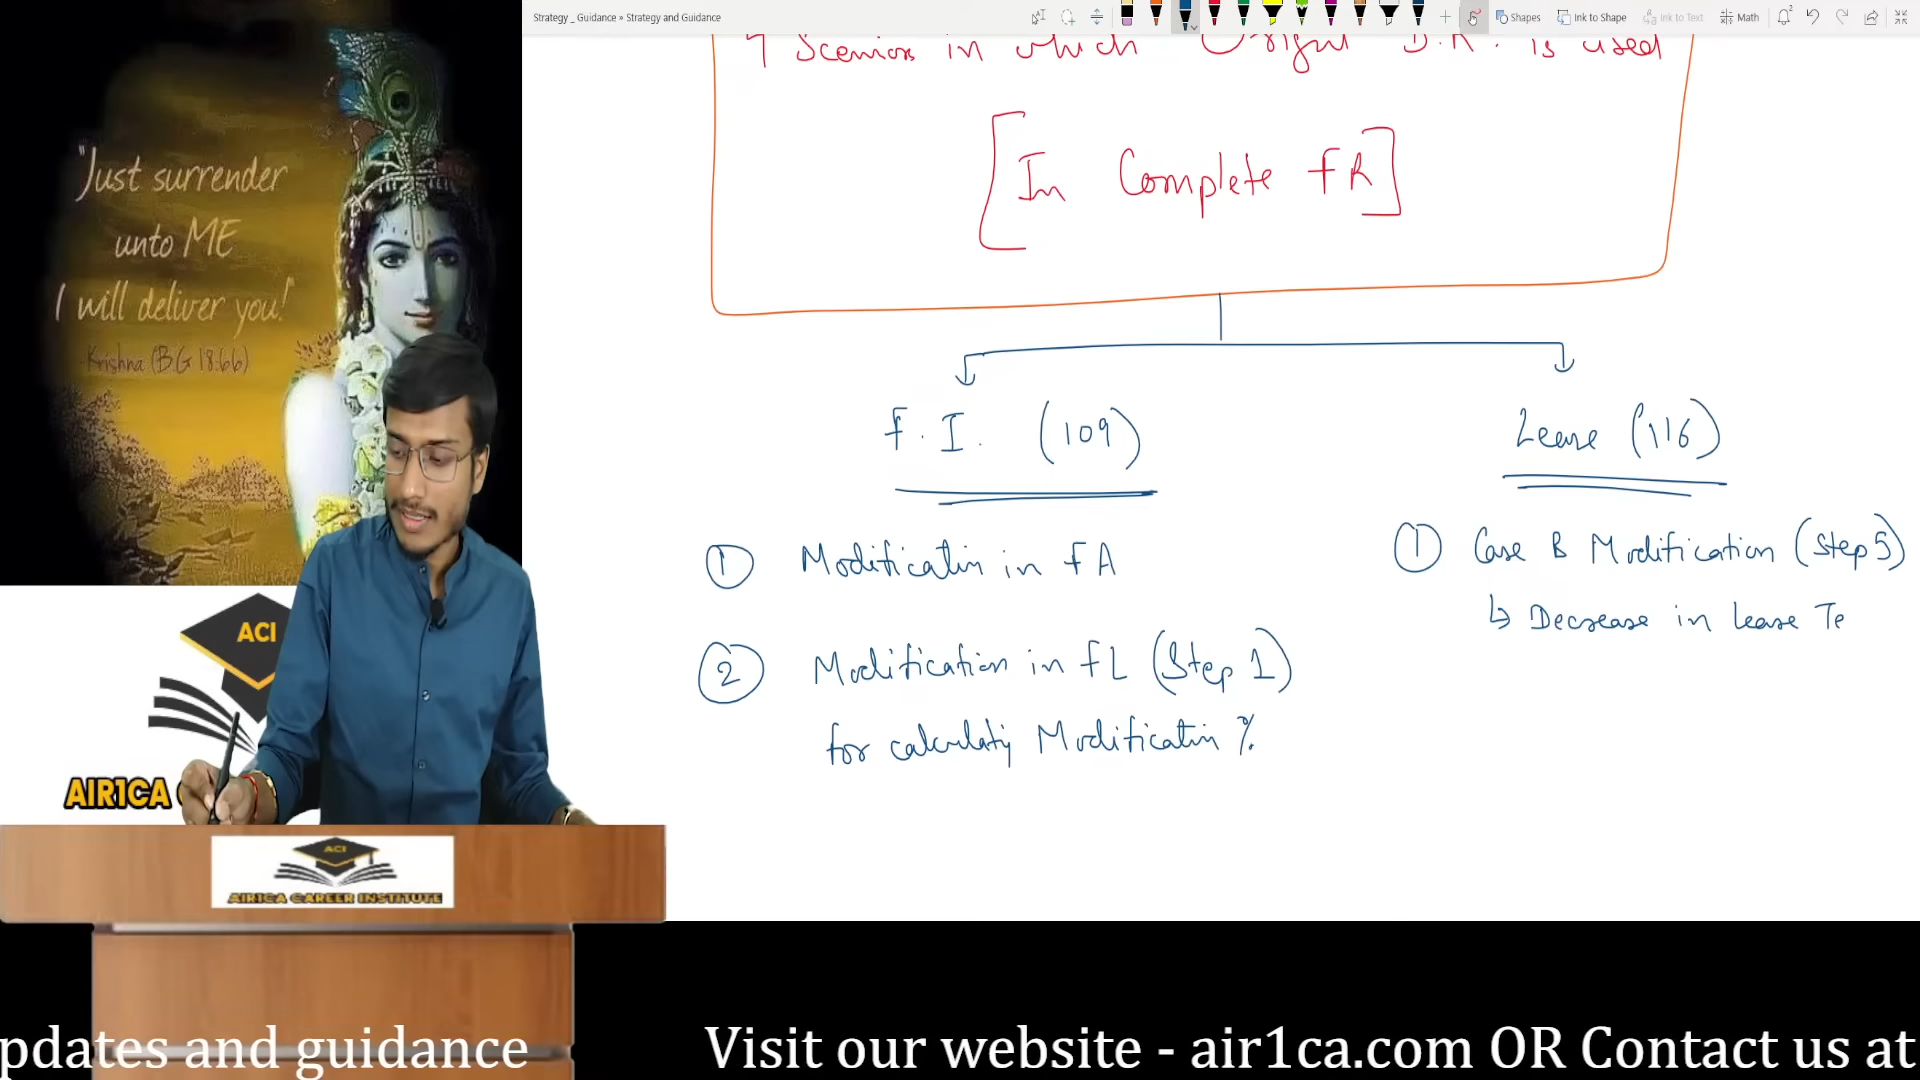 Strategy _ Guidance » Strategy and Guidance
Shapes
Ink to Shape
Ink to Text
Math
in which Original D.R. is used
[In Complete FR]
"Just surrender
unto ME
I will deliver you!"
Krishna (B.G 18:66)
F.I. (109)
Lease (116)
① Modification in FA
② Modification in FL (Step 1)
for calculatij Modification %
① Case B Modification (Step 5)
↳ Decrease in lease Te
ACI
AIR1CA
ACI
AIR1CA CAREER INSTITUTE
pdates and guidance
Visit our website - air1ca.com OR Contact us at